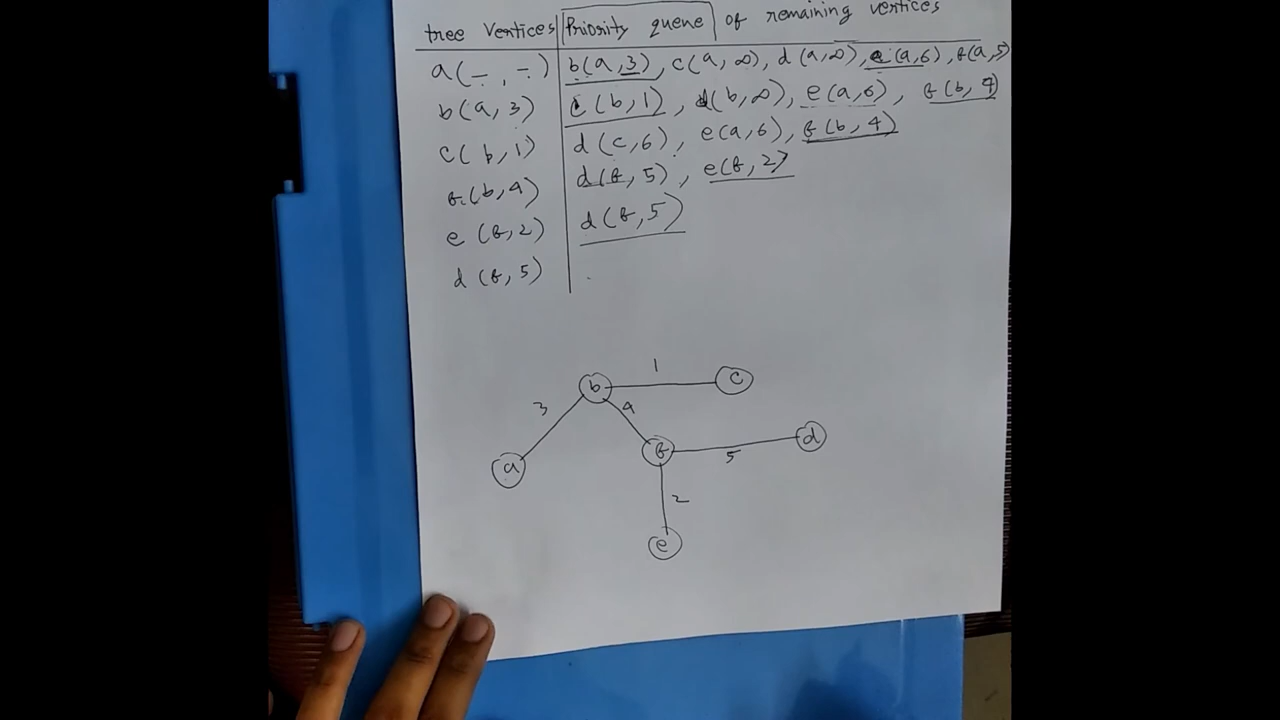 tree Vertices Priority queue of remaining vertices
a(-, -) b(a, 3), c(a, ∞), d(a, ∞), e(a, 6), f(a, 5)
b(a, 3) c(b, 1), d(b, ∞), e(a, 6), f(b, 4)
c(b, 1) d(c, 6), e(a, 6), f(b, 4)
f(b, 4) d(f, 5), e(f, 2)
e(f, 2) d(f, 5)
d(f, 5)
1
b c
3 4
f d
a 5
2
e